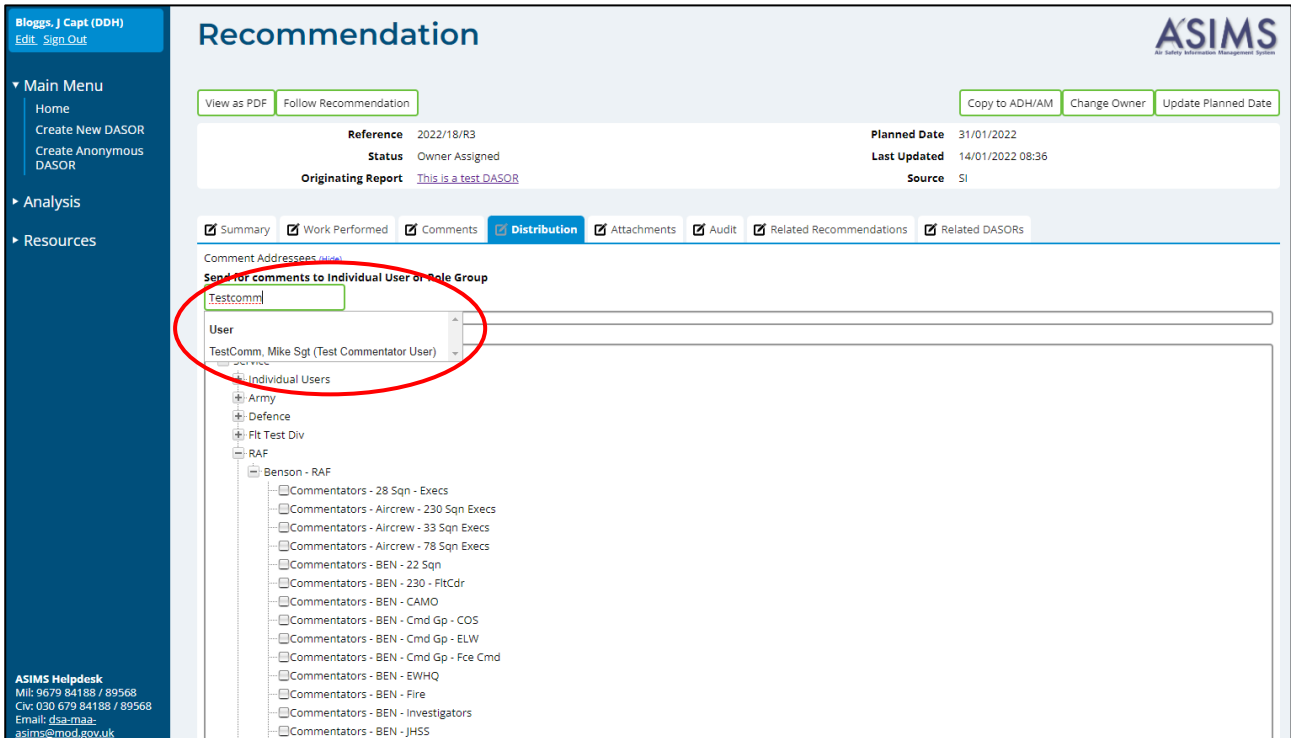 Bloggs, J Capt (DDH)
Edit Sign Out
Main Menu
Home
Create New DASOR
Create Anonymous
DASOR
Analysis
Resources
ASIMS Helpdesk
Mil: 9679 84188 / 89568
Civ: 030 679 84188 / 89568
Email: dsa-maa-
asims@mod.gov.uk
Recommendation
ASIMS
Air Safety Information Management System
View as PDF Follow Recommendation Copy to ADH/AM Change Owner Update Planned Date
Reference 2022/18/R3 Planned Date 31/01/2022
Status Owner Assigned Last Updated 14/01/2022 08:36
Originating Report This is a test DASOR Source SI
Summary Work Performed Comments Distribution Attachments Audit Related Recommendations Related DASORs
Comment Addressees (Hide)
Send for comments to Individual User or Role Group
Testcomm
User
TestComm, Mike Sgt (Test Commentator User)
Service
Individual Users
Army
Defence
Flt Test Div
RAF
Benson - RAF
Commentators - 28 Sqn - Execs
Commentators - Aircrew - 230 Sqn Execs
Commentators - Aircrew - 33 Sqn Execs
Commentators - Aircrew - 78 Sqn Execs
Commentators - BEN - 22 Sqn
Commentators - BEN - 230 - FltCdr
Commentators - BEN - CAMO
Commentators - BEN - Cmd Gp - COS
Commentators - BEN - Cmd Gp - ELW
Commentators - BEN - Cmd Gp - Fce Cmd
Commentators - BEN - EWHQ
Commentators - BEN - Fire
Commentators - BEN - Investigators
Commentators - BEN - JHSS